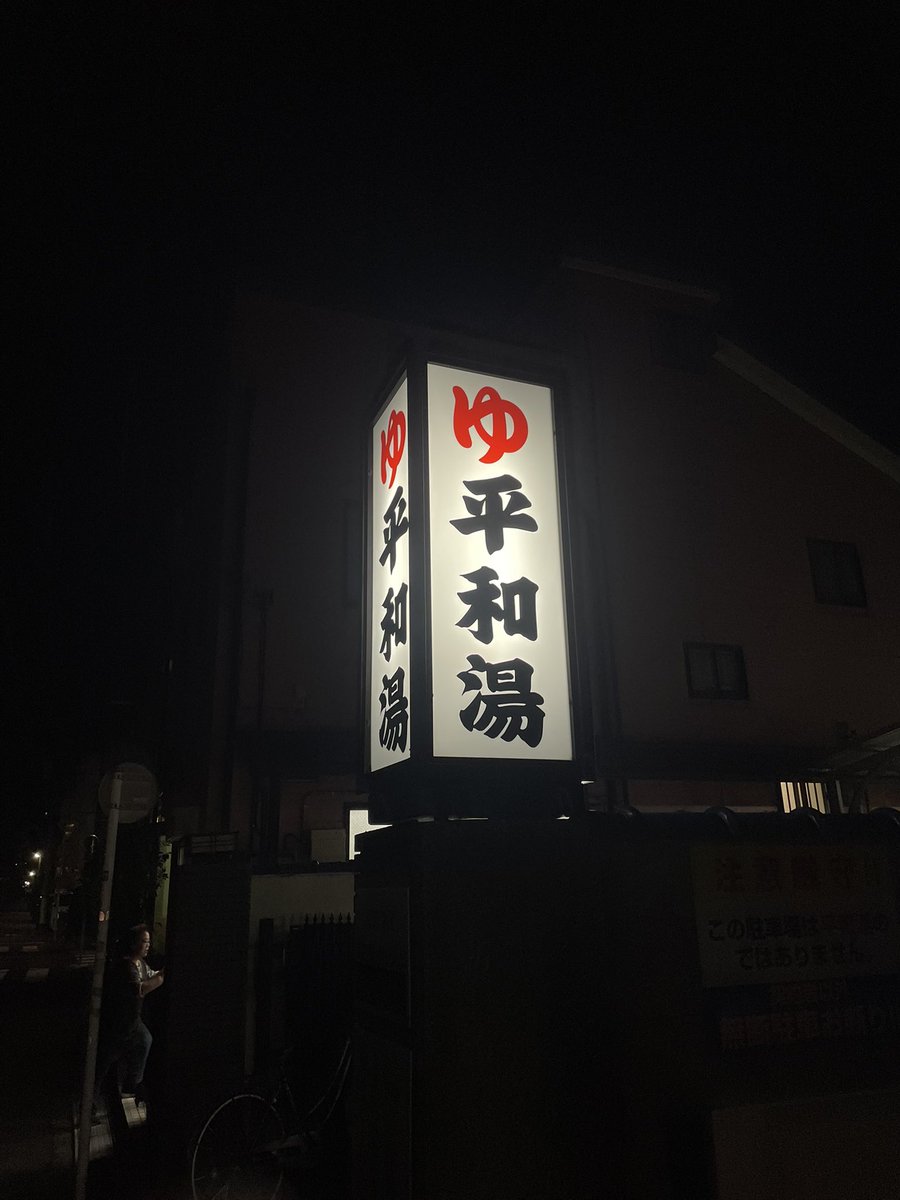 ゆ
平和湯
ゆ
平和湯
この駐車場は
ではありません